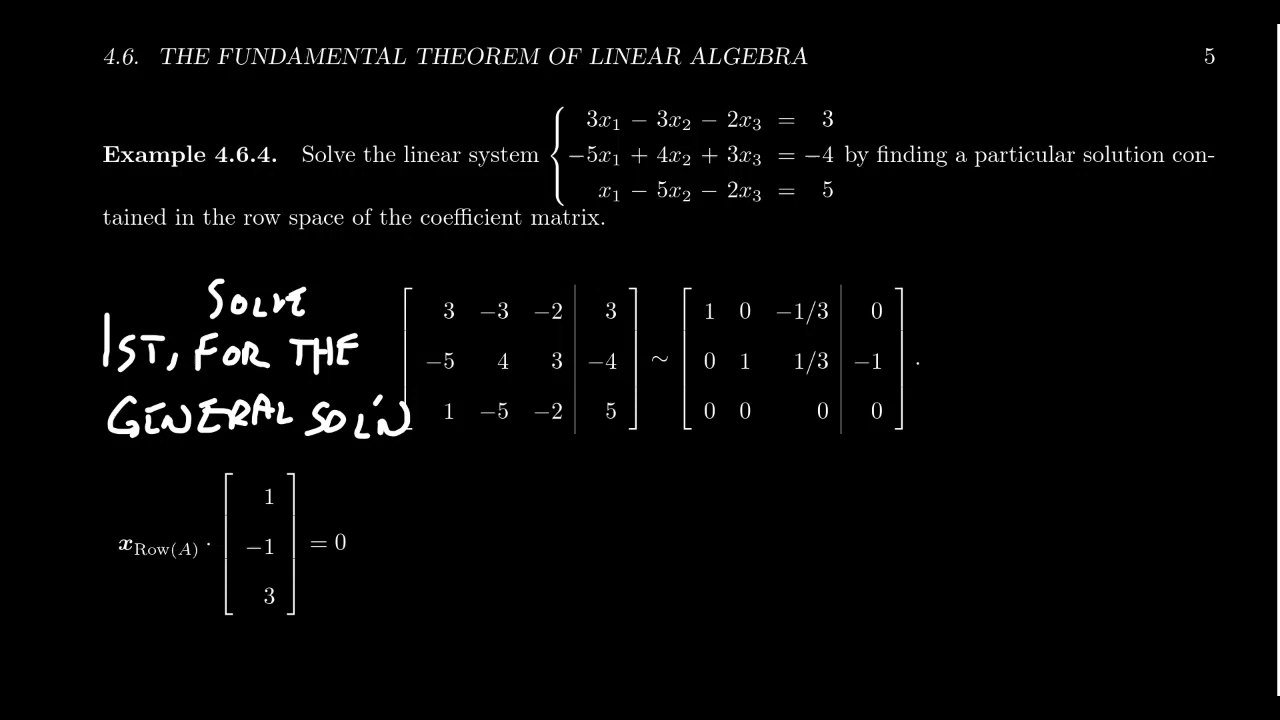 4.6. THE FUNDAMENTAL THEOREM OF LINEAR ALGEBRA 5
3x₁ − 3x₂ − 2x₃ = 3
Example 4.6.4. Solve the linear system { −5x₁ + 4x₂ + 3x₃ = −4 by finding a particular solution con-
x₁ − 5x₂ − 2x₃ = 5
tained in the row space of the coefficient matrix.
SOLVE
1ST, FOR THE
GENERAL SOL'N
3 −3 −2 | 3
−5 4 3 | −4
1 −5 −2 | 5
~
1 0 −1/3 | 0
0 1 1/3 | −1
0 0 0 | 0
.
x Row(A) · [ 1
−1
3 ] = 0